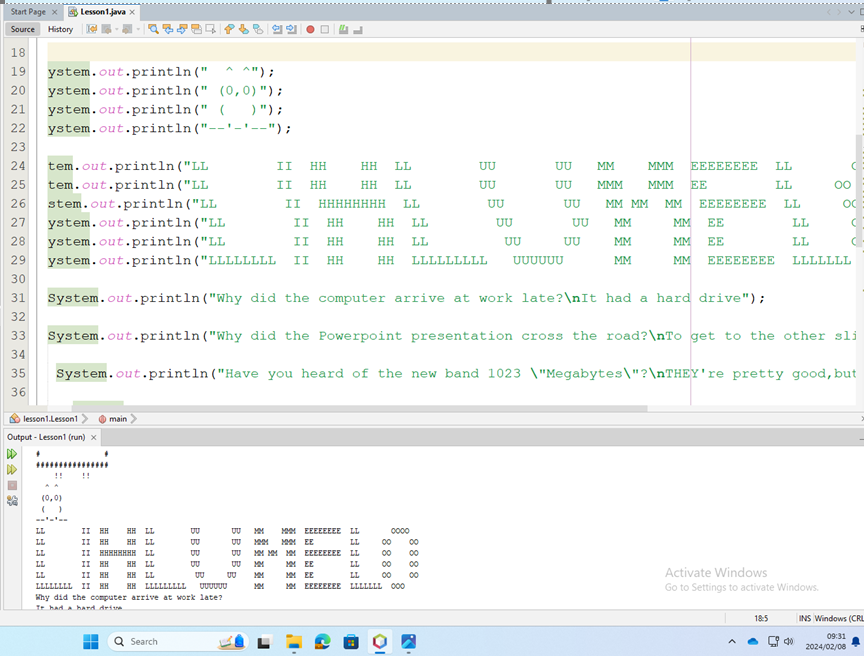 Start Page Lesson1.java
Source History
18
19 ystem.out.println("  ^ ^");
20 ystem.out.println(" (0,0)");
21 ystem.out.println(" (   )");
22 ystem.out.println("--'-'--");
23
24 tem.out.println("LL        II  HH    HH  LL        UU       UU   MM    MMM  EEEEEEEE  LL
25 tem.out.println("LL        II  HH    HH  LL        UU       UU   MMM   MMM  EE        LL     OO
26 stem.out.println("LL        II  HHHHHHHH  LL        UU       UU   MM MM  MM  EEEEEEEE  LL
27 ystem.out.println("LL        II  HH    HH  LL        UU       UU   MM     MM  EE        LL
28 ystem.out.println("LL        II  HH    HH  LL         UU     UU    MM     MM  EE        LL
29 ystem.out.println("LLLLLLLL  II  HH    HH  LLLLLLLLL   UUUUUU      MM     MM  EEEEEEEE  LLLLLLL
30
31 System.out.println("Why did the computer arrive at work late?\nIt had a hard drive");
32
33 System.out.println("Why did the Powerpoint presentation cross the road?\nTo get to the other sli
34
35 System.out.println("Have you heard of the new band 1023 \"Megabytes\"?\nTHEY're pretty good,but
36
lesson1.Lesson1 main
Output - Lesson1 (run)
#              #
################
    !!    !!
  ^ ^
 (0,0)
 (   )
--'-'--
LL        II  HH    HH  LL        UU       UU   MM    MMM  EEEEEEEE  LL       OOOO
LL        II  HH    HH  LL        UU       UU   MMM   MMM  EE        LL     OO    OO
LL        II  HHHHHHHH  LL        UU       UU   MM MM  MM  EEEEEEEE  LL     OO    OO
LL        II  HH    HH  LL        UU       UU   MM     MM  EE        LL     OO    OO
LL        II  HH    HH  LL         UU     UU    MM     MM  EE        LL     OO    OO
LLLLLLLL  II  HH    HH  LLLLLLLLL   UUUUUU      MM     MM  EEEEEEEE  LLLLLLL  OOO
Why did the computer arrive at work late?
It had a hard drive
Activate Windows
Go to Settings to activate Windows.
18:5 INS Windows (CRL
Search
09:31
2024/02/08